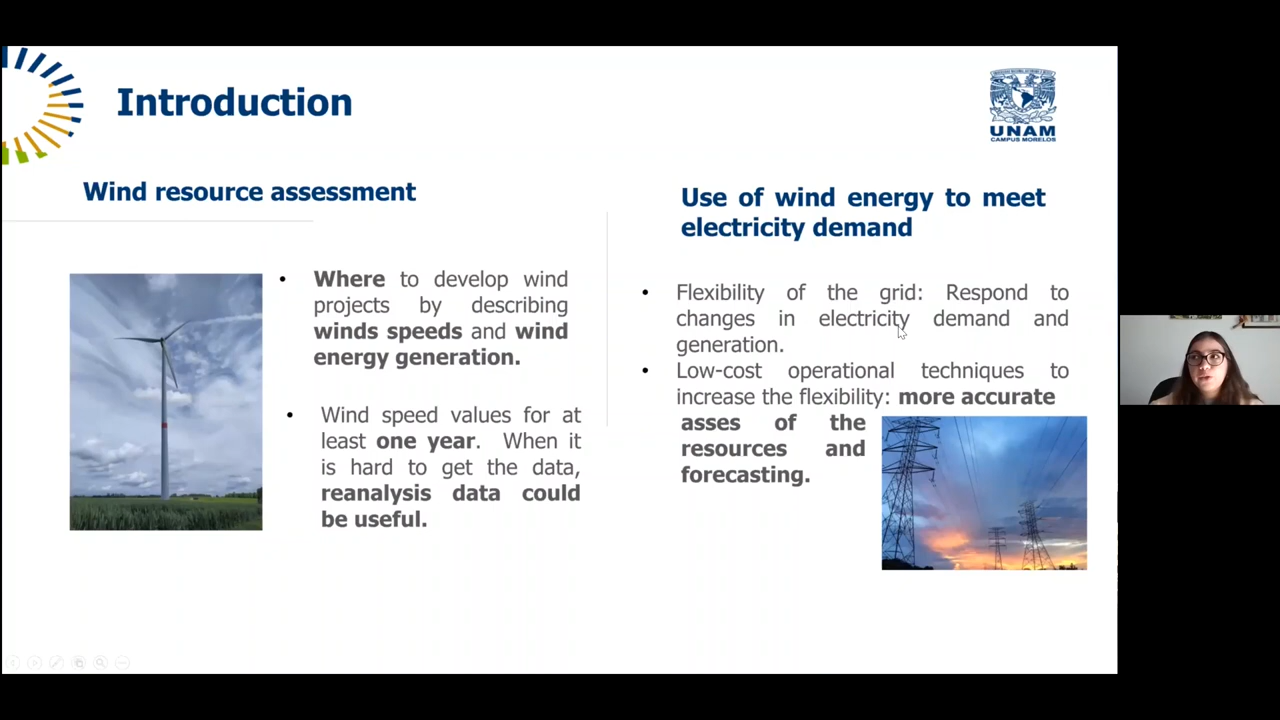 Introduction
UNAM
CAMPUS MORELOS
Wind resource assessment
Where to develop wind
projects by describing
winds speeds and wind
energy generation.
Wind speed values for at
least one year. When it
is hard to get the data,
reanalysis data could
be useful.
Use of wind energy to meet
electricity demand
Flexibility of the grid: Respond to
changes in electricity demand and
generation.
Low-cost operational techniques to
increase the flexibility: more accurate
asses of the
resources and
forecasting.